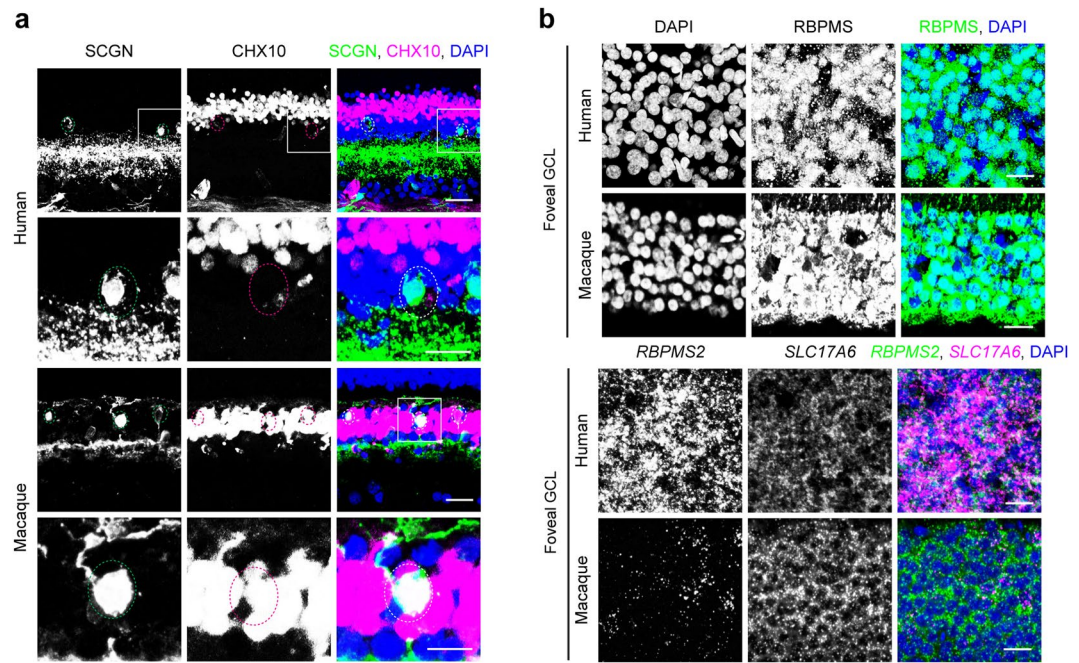 a
SCGN
CHX10
SCGN, CHX10, DAPI
Human
Macaque
b
DAPI
RBPMS
RBPMS, DAPI
Foveal GCL
Human
Macaque
RBPMS2
SLC17A6
RBPMS2, SLC17A6, DAPI
Foveal GCL
Human
Macaque